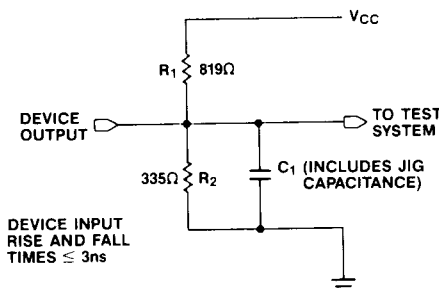 VCC
R1 819Ω
DEVICE
OUTPUT
TO TEST
SYSTEM
335Ω R2
C1 (INCLUDES JIG
CAPACITANCE)
DEVICE INPUT
RISE AND FALL
TIMES ≤ 3ns